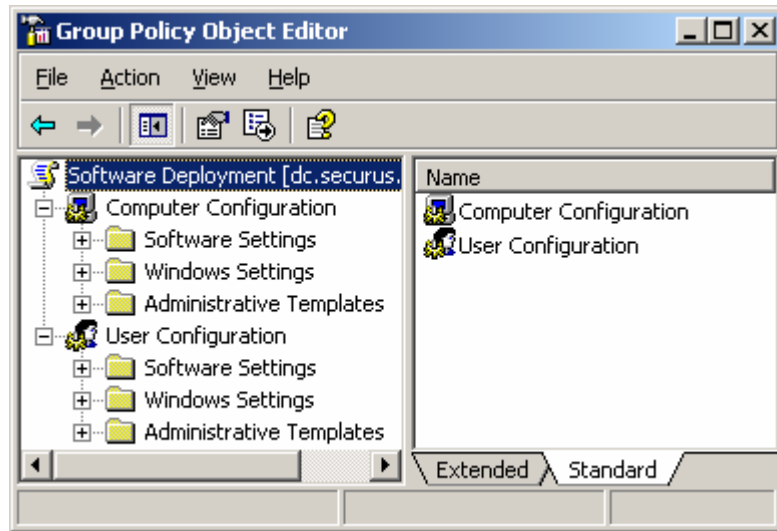 Group Policy Object Editor
File Action View Help
Software Deployment [dc.securus.
Computer Configuration
Software Settings
Windows Settings
Administrative Templates
User Configuration
Software Settings
Windows Settings
Administrative Templates
Name
Computer Configuration
User Configuration
Extended Standard